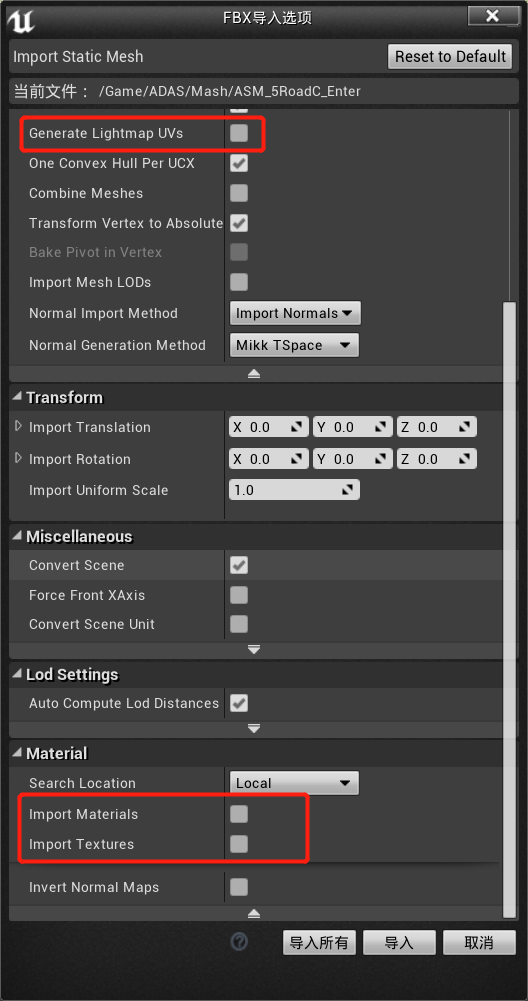 FBX导入选项
Import Static Mesh
Reset to Default
当前文件： /Game/ADAS/Mash/ASM_5RoadC_Enter
Generate Lightmap UVs
One Convex Hull Per UCX
Combine Meshes
Transform Vertex to Absolute
Bake Pivot in Vertex
Import Mesh LODs
Normal Import Method Import Normals
Normal Generation Method Mikk TSpace
Transform
Import Translation X 0.0 Y 0.0 Z 0.0
Import Rotation X 0.0 Y 0.0 Z 0.0
Import Uniform Scale 1.0
Miscellaneous
Convert Scene
Force Front XAxis
Convert Scene Unit
Lod Settings
Auto Compute Lod Distances
Material
Search Location Local
Import Materials
Import Textures
Invert Normal Maps
? 导入所有 导入 取消